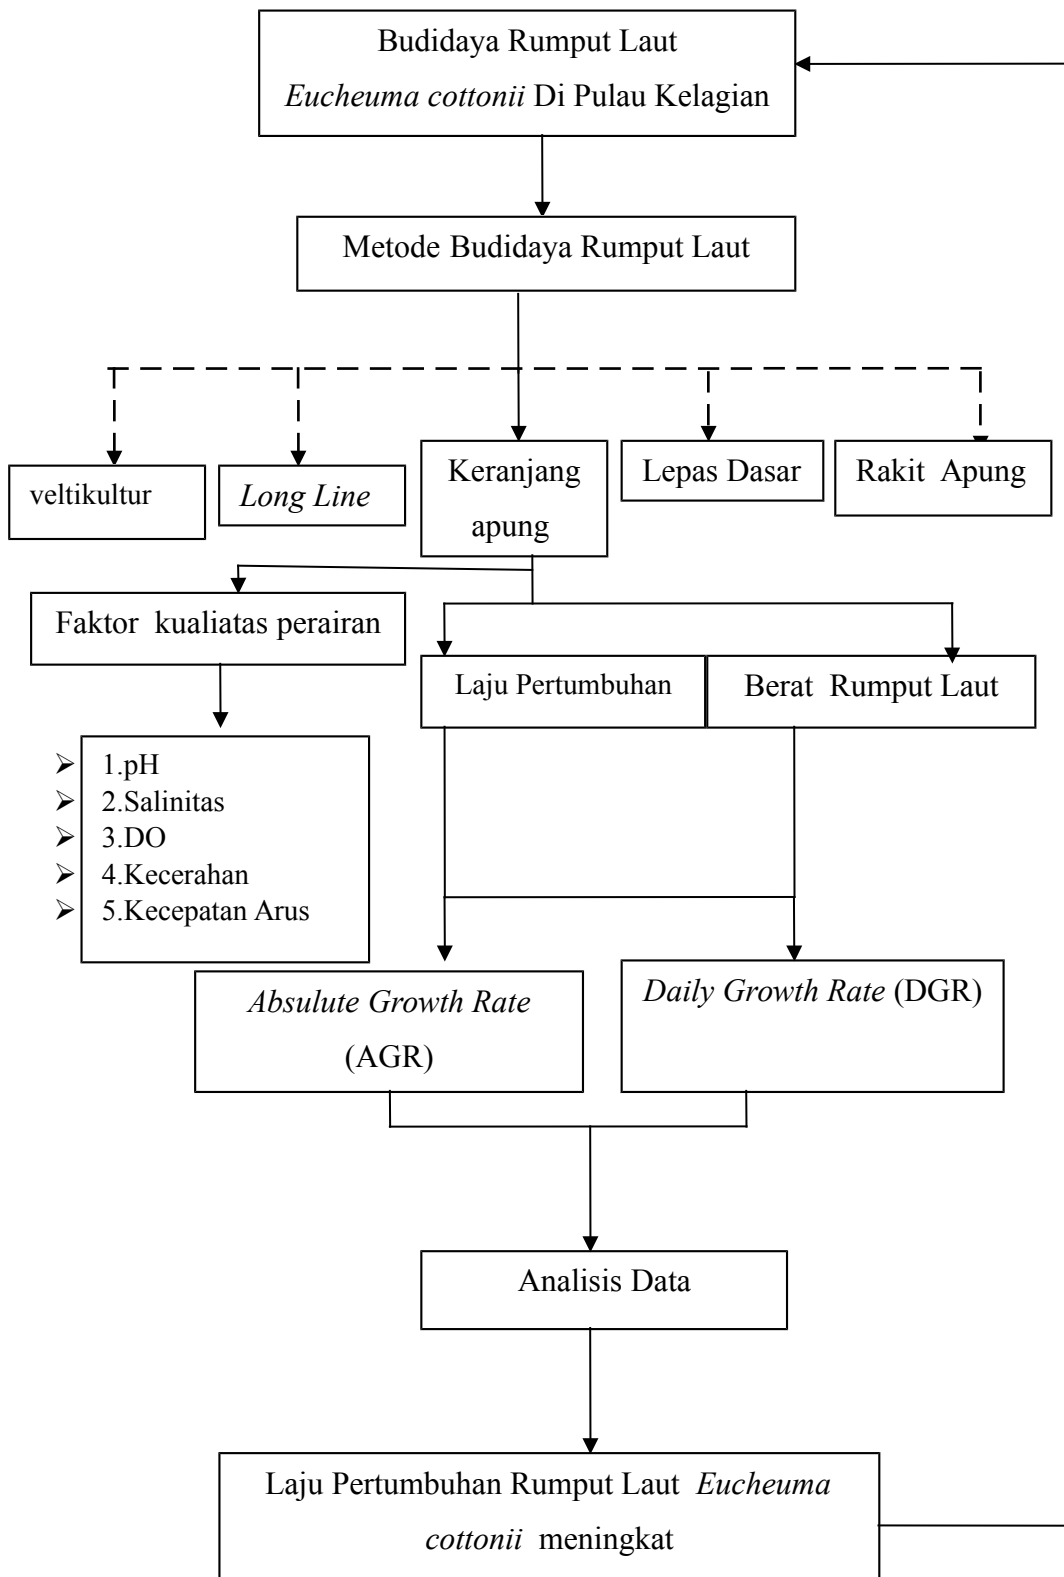 Budidaya Rumput Laut
Eucheuma cottonii Di Pulau Kelagian
Metode Budidaya Rumput Laut
veltikultur
Long Line
Keranjang
apung
Lepas Dasar
Rakit Apung
Faktor kualiatas perairan
Laju Pertumbuhan
Berat Rumput Laut
➢ 1.pH
➢ 2.Salinitas
➢ 3.DO
➢ 4.Kecerahan
➢ 5.Kecepatan Arus
Absulute Growth Rate
(AGR)
Daily Growth Rate (DGR)
Analisis Data
Laju Pertumbuhan Rumput Laut Eucheuma
cottonii meningkat